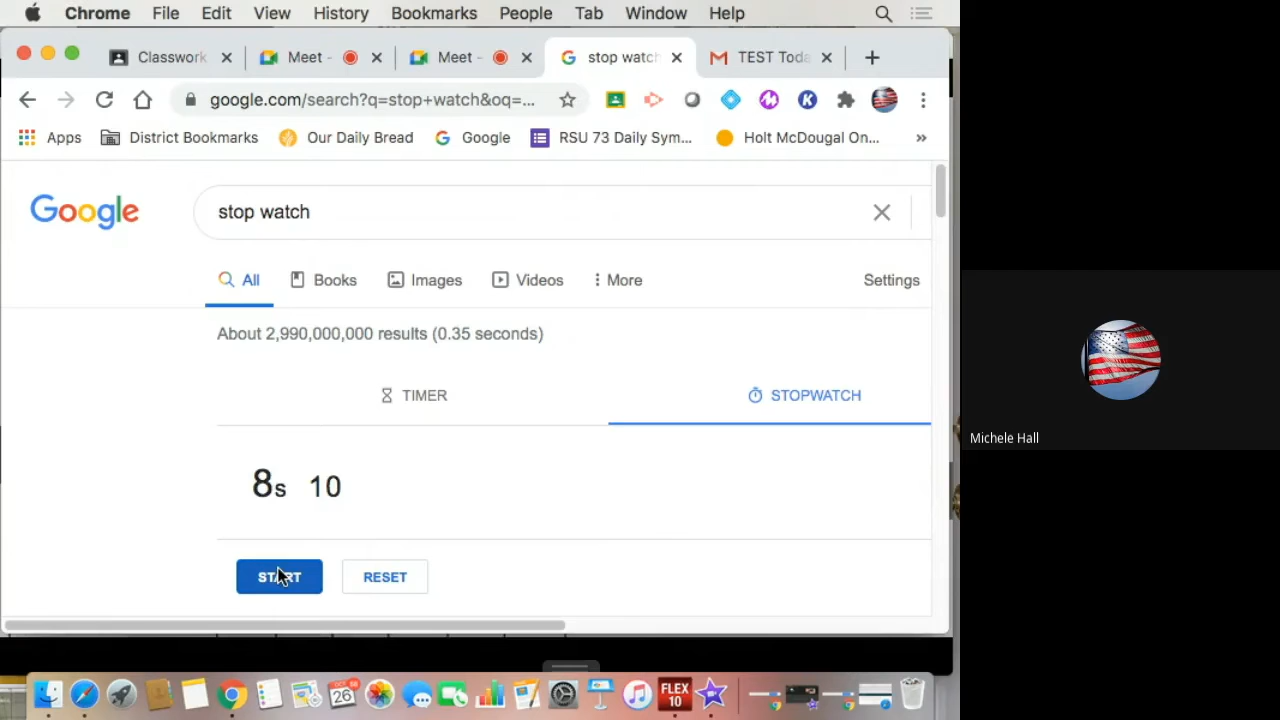 Chrome File Edit View History Bookmarks People Tab Window Help
Classwork Meet - Meet - stop watch TEST Toda
google.com/search?q=stop+watch&oq=...
Apps District Bookmarks Our Daily Bread Google RSU 73 Daily Sym... Holt McDougal On... »
Google stop watch
All Books Images Videos More Settings
About 2,990,000,000 results (0.35 seconds)
TIMER STOPWATCH
Michele Hall
8s 10
START RESET
26 FLEX
10